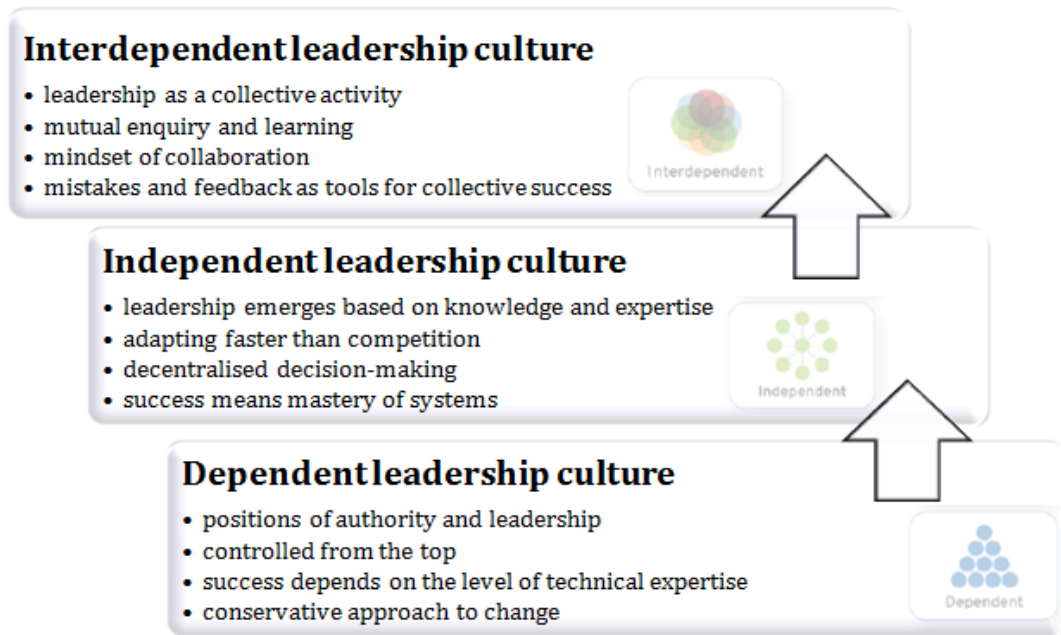 Interdependent leadership culture
• leadership as a collective activity
• mutual enquiry and learning
• mindset of collaboration
• mistakes and feedback as tools for collective success
Interdependent
Independent leadership culture
• leadership emerges based on knowledge and expertise
• adapting faster than competition
• decentralised decision-making
• success means mastery of systems
Independent
Dependent leadership culture
• positions of authority and leadership
• controlled from the top
• success depends on the level of technical expertise
• conservative approach to change
Dependent